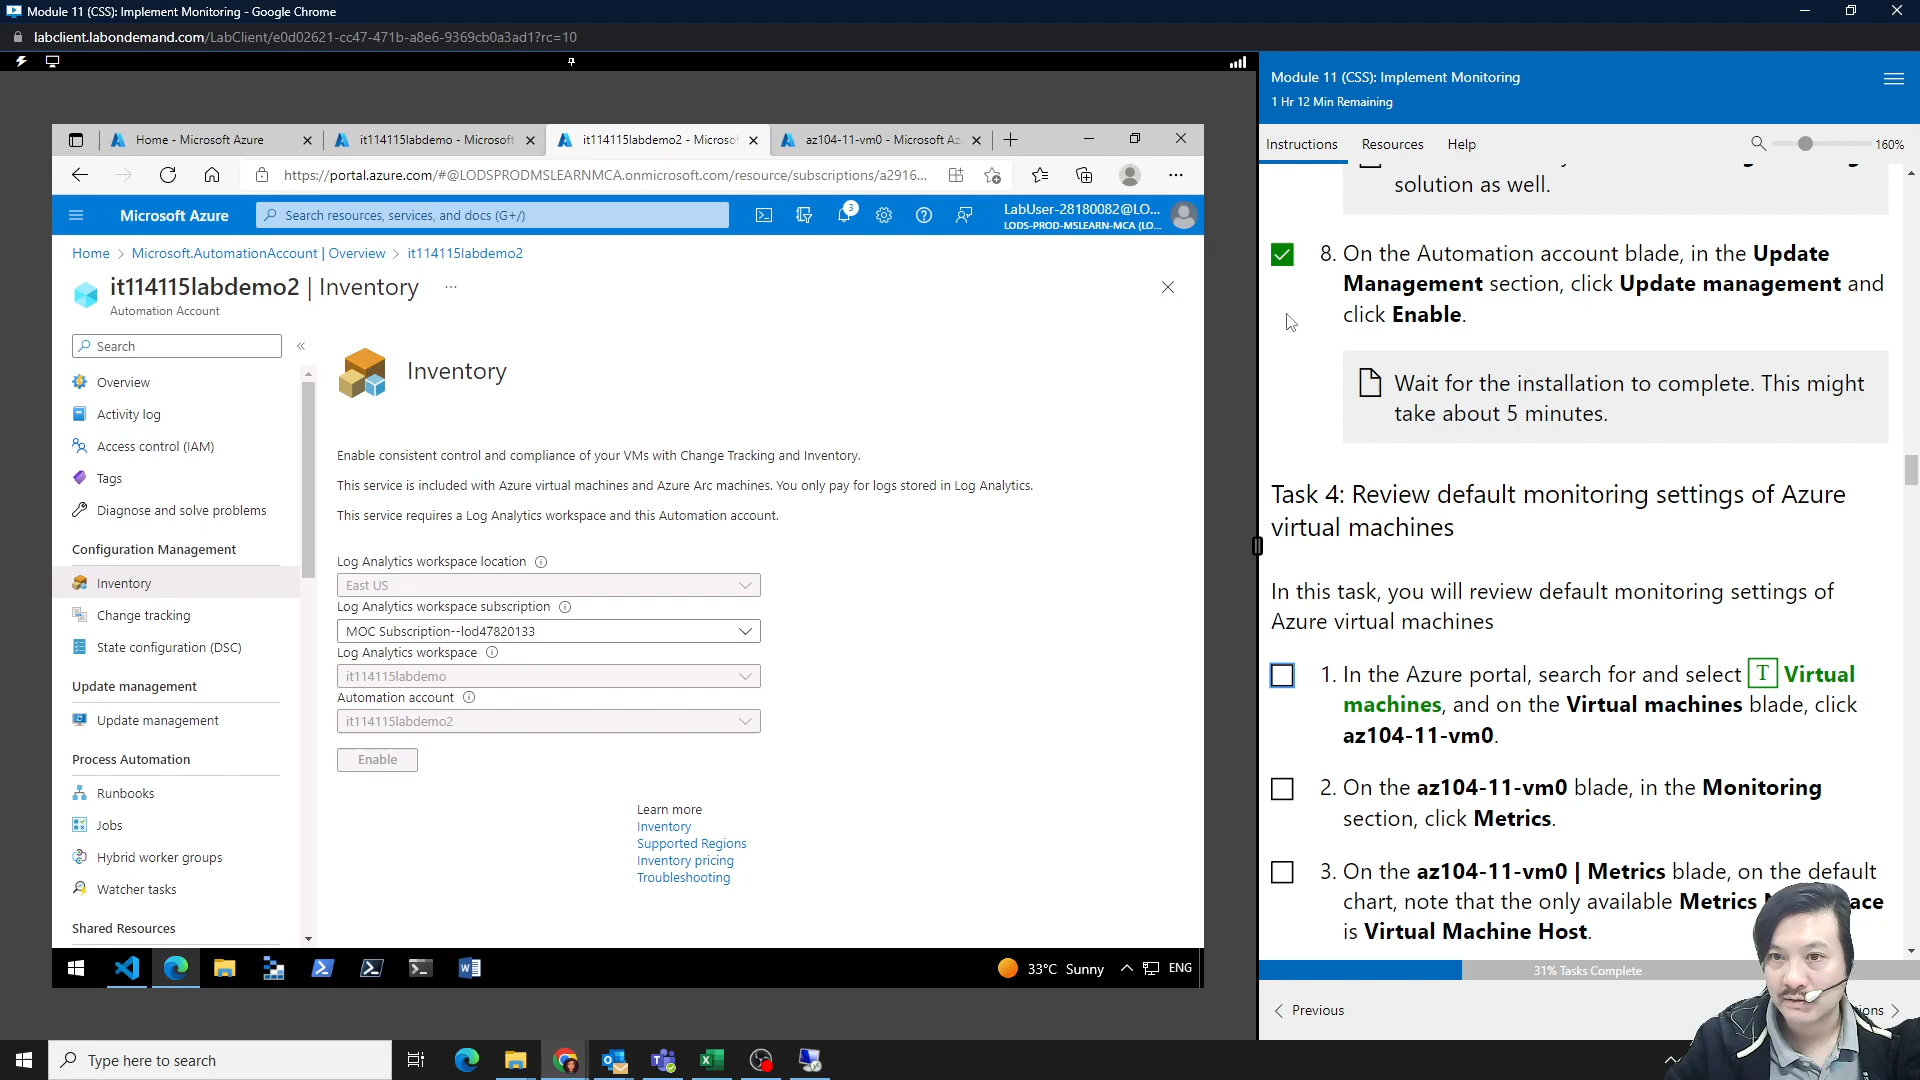 Module 11 (CSS): Implement Monitoring - Google Chrome
labclient.labondemand.com/LabClient/e0d02621-cc47-471b-a8e6-9369cb0a3ad1?rc=10
Home - Microsoft Azure
it114115labdemo - Microsoft
it114115labdemo2 - Microsof
az104-11-vm0 - Microsoft Az
https://portal.azure.com/#@LODSPRODMSLEARNMCA.onmicrosoft.com/resource/subscriptions/a2916...
Microsoft Azure
Search resources, services, and docs (G+/)
3
LabUser-28180082@LO...
LODS-PROD-MSLEARN-MCA (LO...
Home > Microsoft.AutomationAccount | Overview > it114115labdemo2
it114115labdemo2 | Inventory ...
Automation Account
Search
Overview
Activity log
Access control (IAM)
Tags
Diagnose and solve problems
Configuration Management
Inventory
Change tracking
State configuration (DSC)
Update management
Update management
Process Automation
Runbooks
Jobs
Hybrid worker groups
Watcher tasks
Shared Resources
Inventory
Enable consistent control and compliance of your VMs with Change Tracking and Inventory.
This service is included with Azure virtual machines and Azure Arc machines. You only pay for logs stored in Log Analytics.
This service requires a Log Analytics workspace and this Automation account.
Log Analytics workspace location
East US
Log Analytics workspace subscription
MOC Subscription--lod47820133
Log Analytics workspace
it114115labdemo
Automation account
it114115labdemo2
Enable
Learn more
Inventory
Supported Regions
Inventory pricing
Troubleshooting
33°C Sunny
ENG
Module 11 (CSS): Implement Monitoring
1 Hr 12 Min Remaining
Instructions Resources Help
160%
solution as well.
8. On the Automation account blade, in the Update
Management section, click Update management and
click Enable.
Wait for the installation to complete. This might
take about 5 minutes.
Task 4: Review default monitoring settings of Azure
virtual machines
In this task, you will review default monitoring settings of
Azure virtual machines
1. In the Azure portal, search for and select T Virtual
machines, and on the Virtual machines blade, click
az104-11-vm0.
2. On the az104-11-vm0 blade, in the Monitoring
section, click Metrics.
3. On the az104-11-vm0 | Metrics blade, on the default
chart, note that the only available Metrics
is Virtual Machine Host.
31% Tasks Complete
Previous
Type here to search